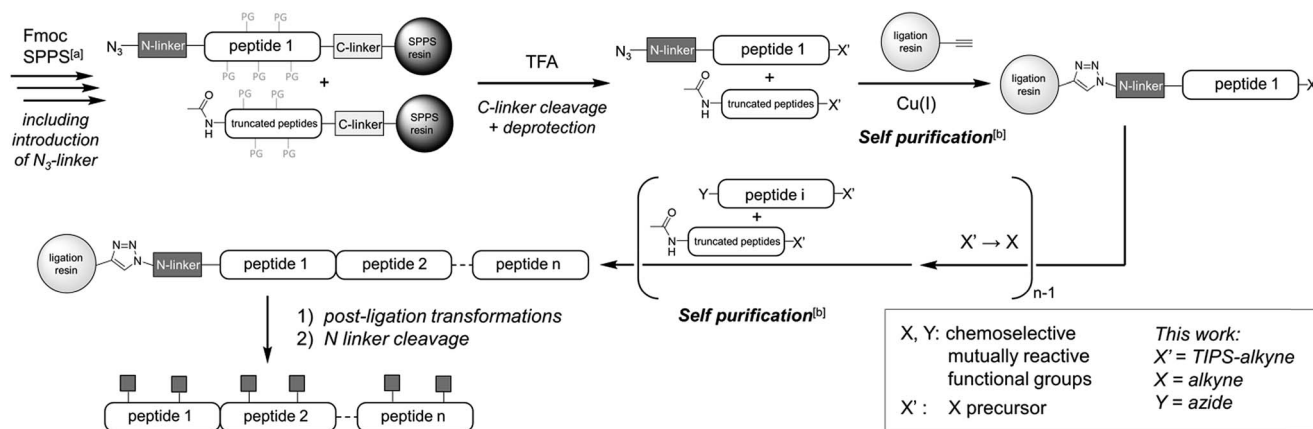 Fmoc
SPPS[a]
including
introduction
of N3-linker
PG PG
N3 N-linker peptide 1 C-linker SPPS
resin
PG PG PG
+
PG PG
O
N
H
truncated peptides C-linker SPPS
resin
PG PG
TFA
C-linker cleavage
+ deprotection
N3 N-linker peptide 1 X'
+
O
N
H
truncated peptides X'
ligation
resin
Cu(I)
Self purification[b]
ligation
resin
N=N
N
N-linker peptide 1 X
Y peptide i X'
+
O
N
H
truncated peptides X'
X' → X
n-1
Self purification[b]
ligation
resin
N=N
N
N-linker peptide 1 peptide 2 peptide n
1) post-ligation transformations
2) N linker cleavage
peptide 1 peptide 2 peptide n
X, Y: chemoselective
mutually reactive
functional groups
X' : X precursor
This work:
X' = TIPS-alkyne
X = alkyne
Y = azide